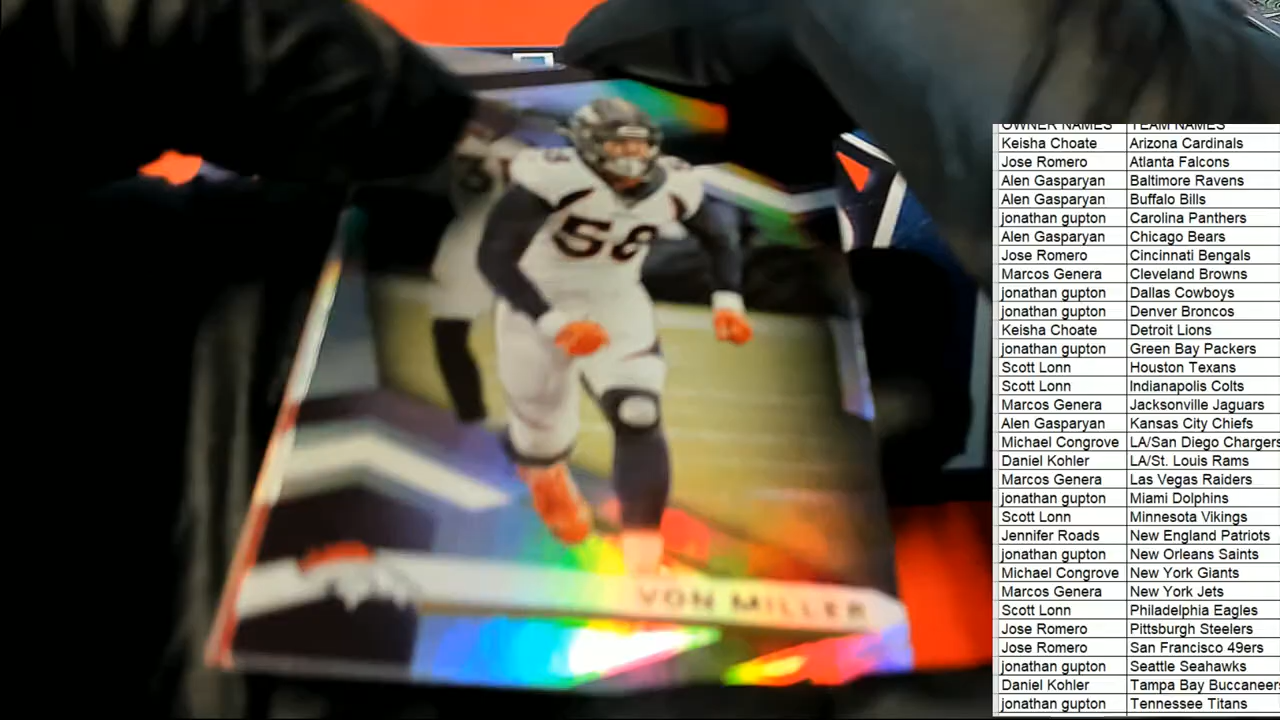 58
VON MILLER
OWNER NAMES TEAM NAMES
Keisha Choate Arizona Cardinals
Jose Romero Atlanta Falcons
Alen Gasparyan Baltimore Ravens
Alen Gasparyan Buffalo Bills
jonathan gupton Carolina Panthers
Alen Gasparyan Chicago Bears
Jose Romero Cincinnati Bengals
Marcos Genera Cleveland Browns
jonathan gupton Dallas Cowboys
jonathan gupton Denver Broncos
Keisha Choate Detroit Lions
jonathan gupton Green Bay Packers
Scott Lonn Houston Texans
Scott Lonn Indianapolis Colts
Marcos Genera Jacksonville Jaguars
Alen Gasparyan Kansas City Chiefs
Michael Congrove LA/San Diego Chargers
Daniel Kohler LA/St. Louis Rams
Marcos Genera Las Vegas Raiders
jonathan gupton Miami Dolphins
Scott Lonn Minnesota Vikings
Jennifer Roads New England Patriots
jonathan gupton New Orleans Saints
Michael Congrove New York Giants
Marcos Genera New York Jets
Scott Lonn Philadelphia Eagles
Jose Romero Pittsburgh Steelers
Jose Romero San Francisco 49ers
jonathan gupton Seattle Seahawks
Daniel Kohler Tampa Bay Buccaneer
jonathan gupton Tennessee Titans